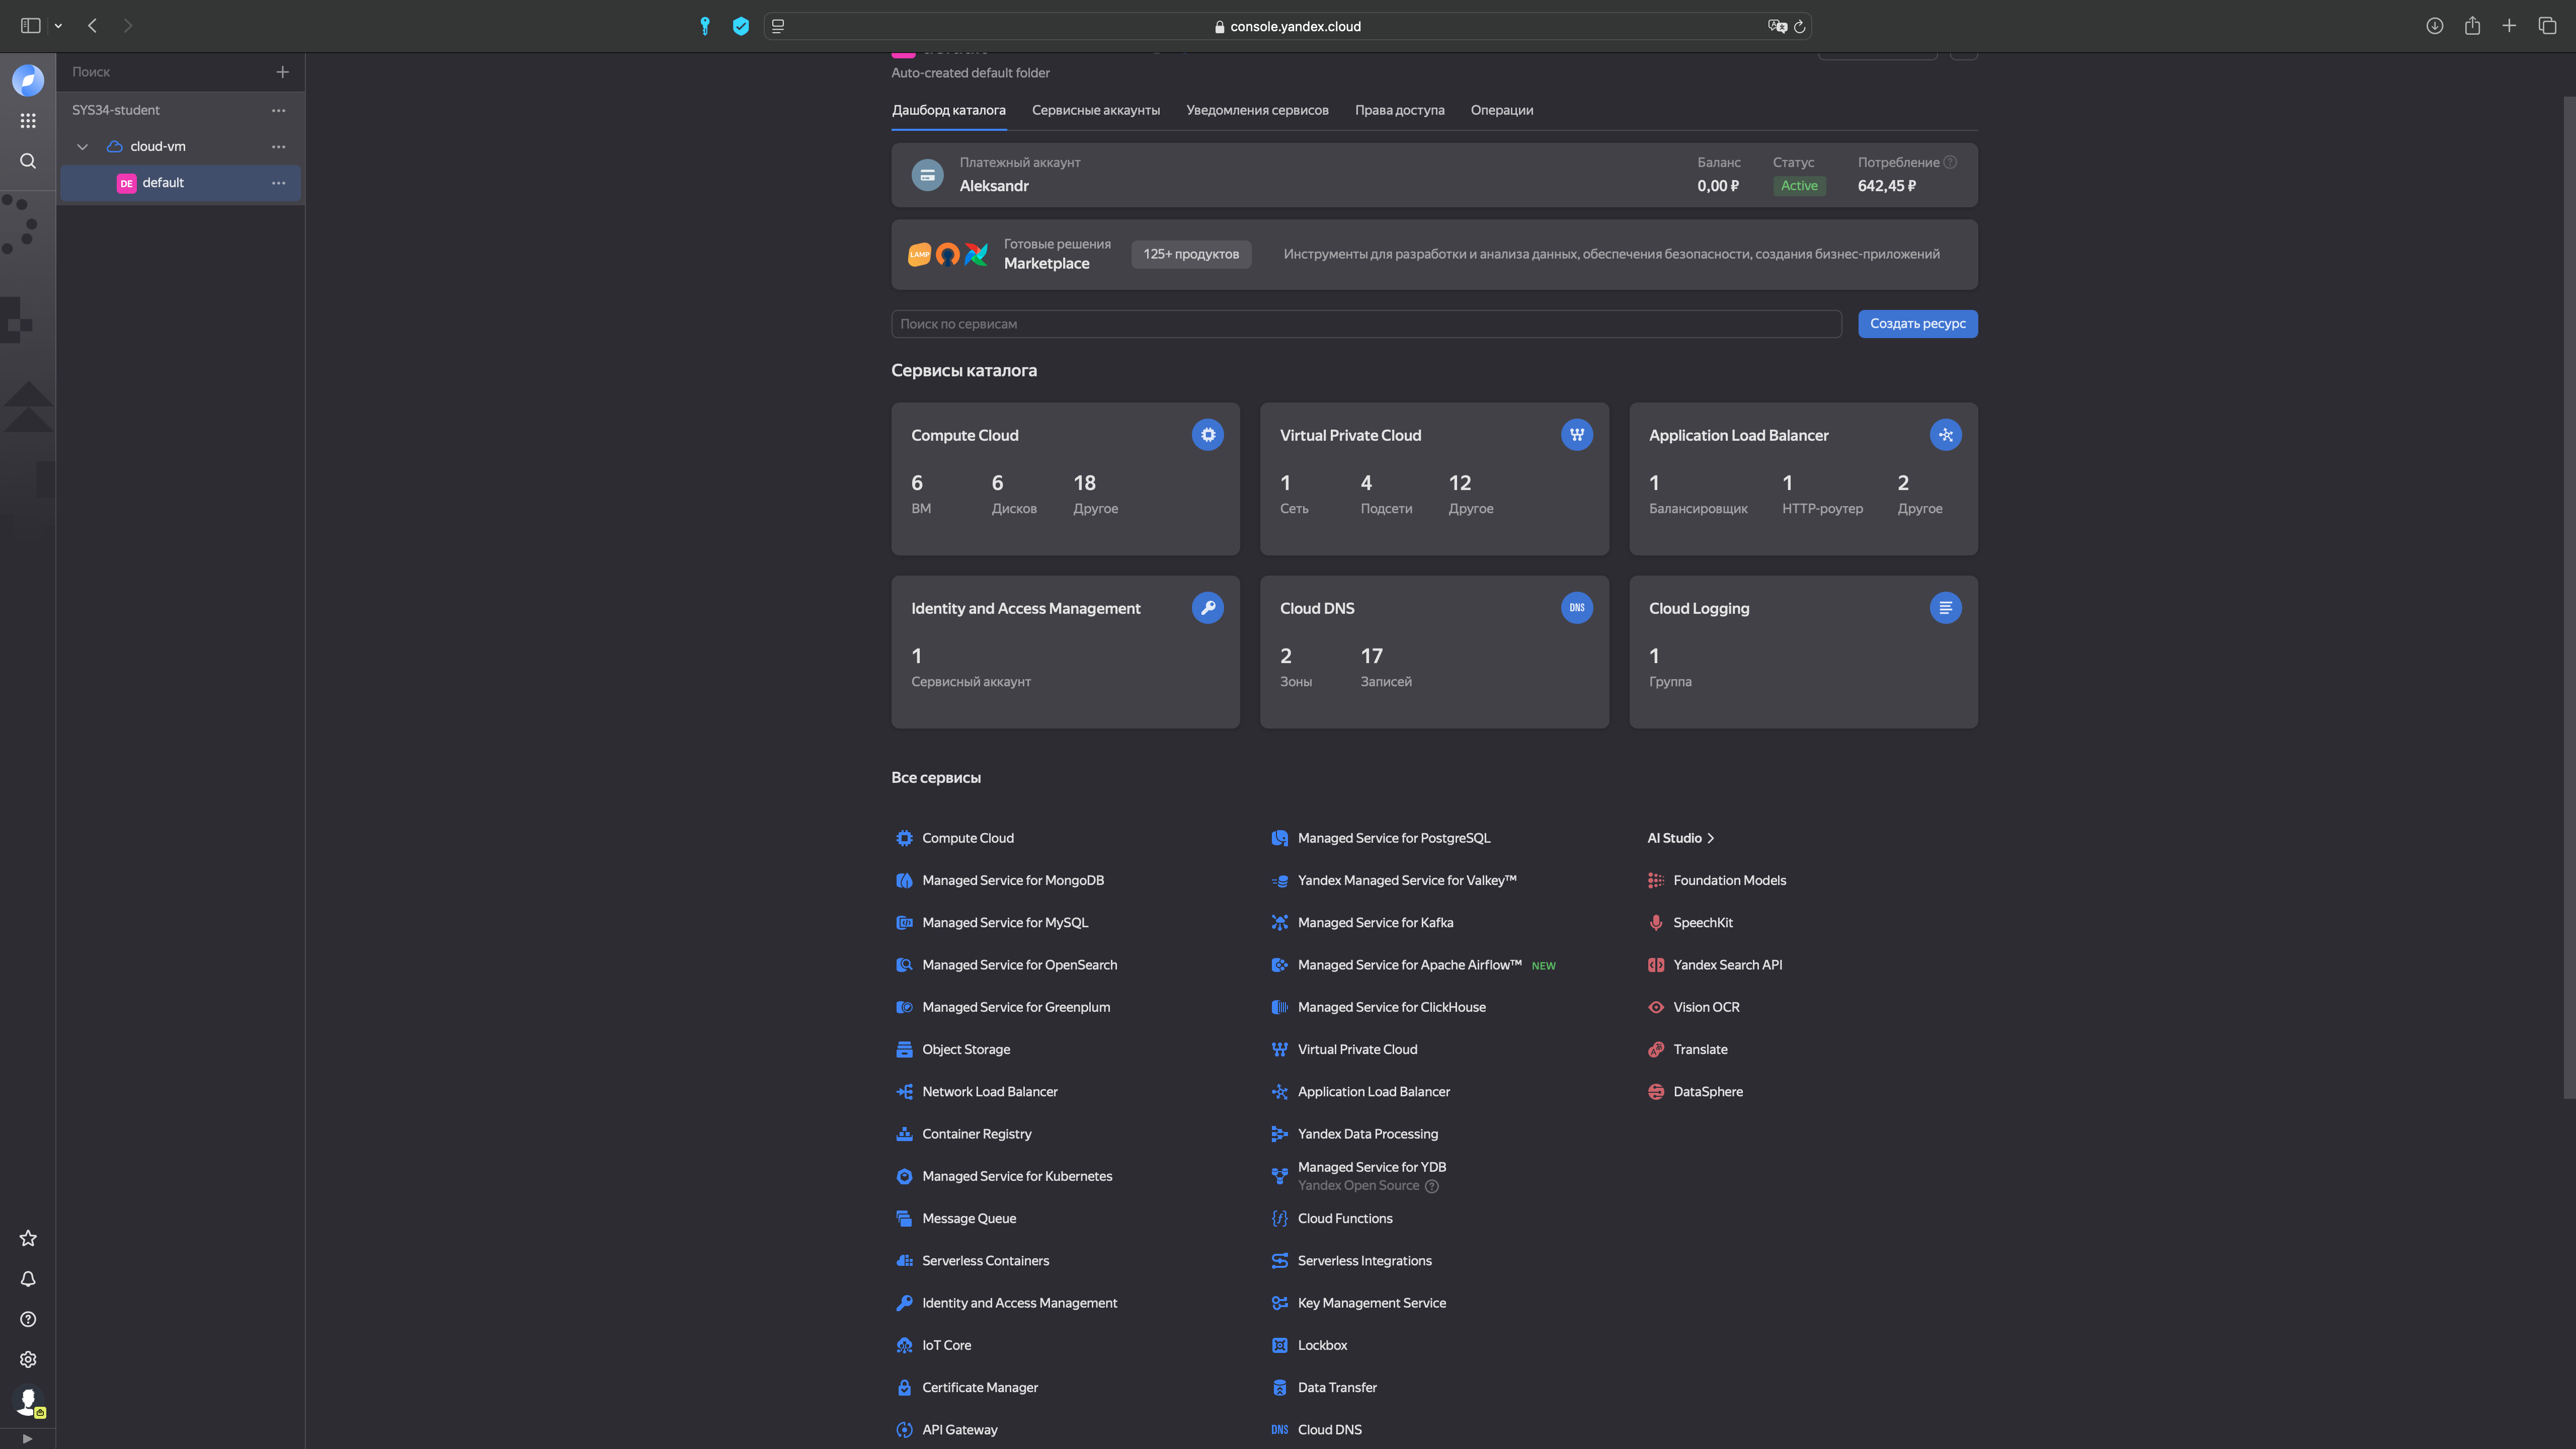 console.yandex.cloud
Поиск
SYS34-student
cloud-vm
DE default
Auto-created default folder
Дашборд каталога Сервисные аккаунты Уведомления сервисов Права доступа Операции
Платежный аккаунт Баланс Статус Потребление
Aleksandr 0,00 ₽ Active 642,45 ₽
LAMP
Готовые решения
Marketplace
125+ продуктов
Инструменты для разработки и анализа данных, обеспечения безопасности, создания бизнес-приложений
Поиск по сервисам
Создать ресурс
Сервисы каталога
Compute Cloud
6 6 18
ВМ Дисков Другое
Virtual Private Cloud
1 4 12
Сеть Подсети Другое
Application Load Balancer
1 1 2
Балансировщик HTTP-роутер Другое
Identity and Access Management
1
Сервисный аккаунт
Cloud DNS
DNS
2 17
Зоны Записей
Cloud Logging
1
Группа
Все сервисы
Compute Cloud
Managed Service for MongoDB
Managed Service for MySQL
Managed Service for OpenSearch
Managed Service for Greenplum
Object Storage
Network Load Balancer
Container Registry
Managed Service for Kubernetes
Message Queue
Serverless Containers
Identity and Access Management
IoT Core
Certificate Manager
API Gateway
Managed Service for PostgreSQL
Yandex Managed Service for Valkey™
Managed Service for Kafka
Managed Service for Apache Airflow™ NEW
Managed Service for ClickHouse
Virtual Private Cloud
Application Load Balancer
Yandex Data Processing
Managed Service for YDB
Yandex Open Source
Cloud Functions
Serverless Integrations
Key Management Service
Lockbox
Data Transfer
DNS Cloud DNS
AI Studio
Foundation Models
SpeechKit
Yandex Search API
Vision OCR
Translate
DataSphere